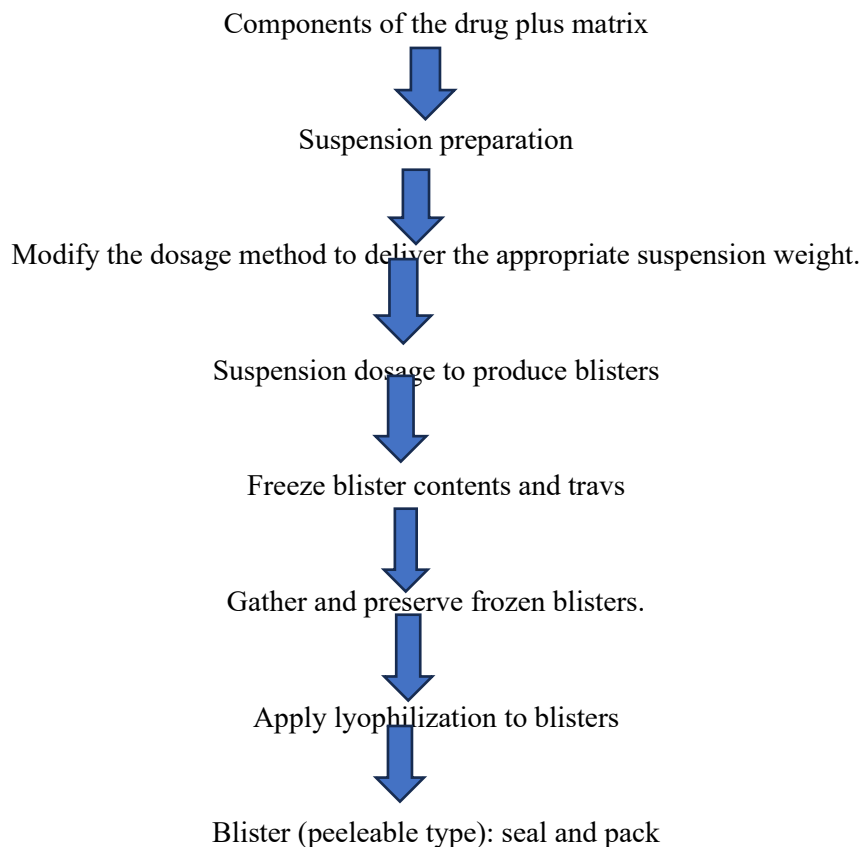 Components of the drug plus matrix
Suspension preparation
Modify the dosage method to deliver the appropriate suspension weight.
Suspension dosage to produce blisters
Freeze blister contents and travs
Gather and preserve frozen blisters.
Apply lyophilization to blisters
Blister (peeleable type): seal and pack